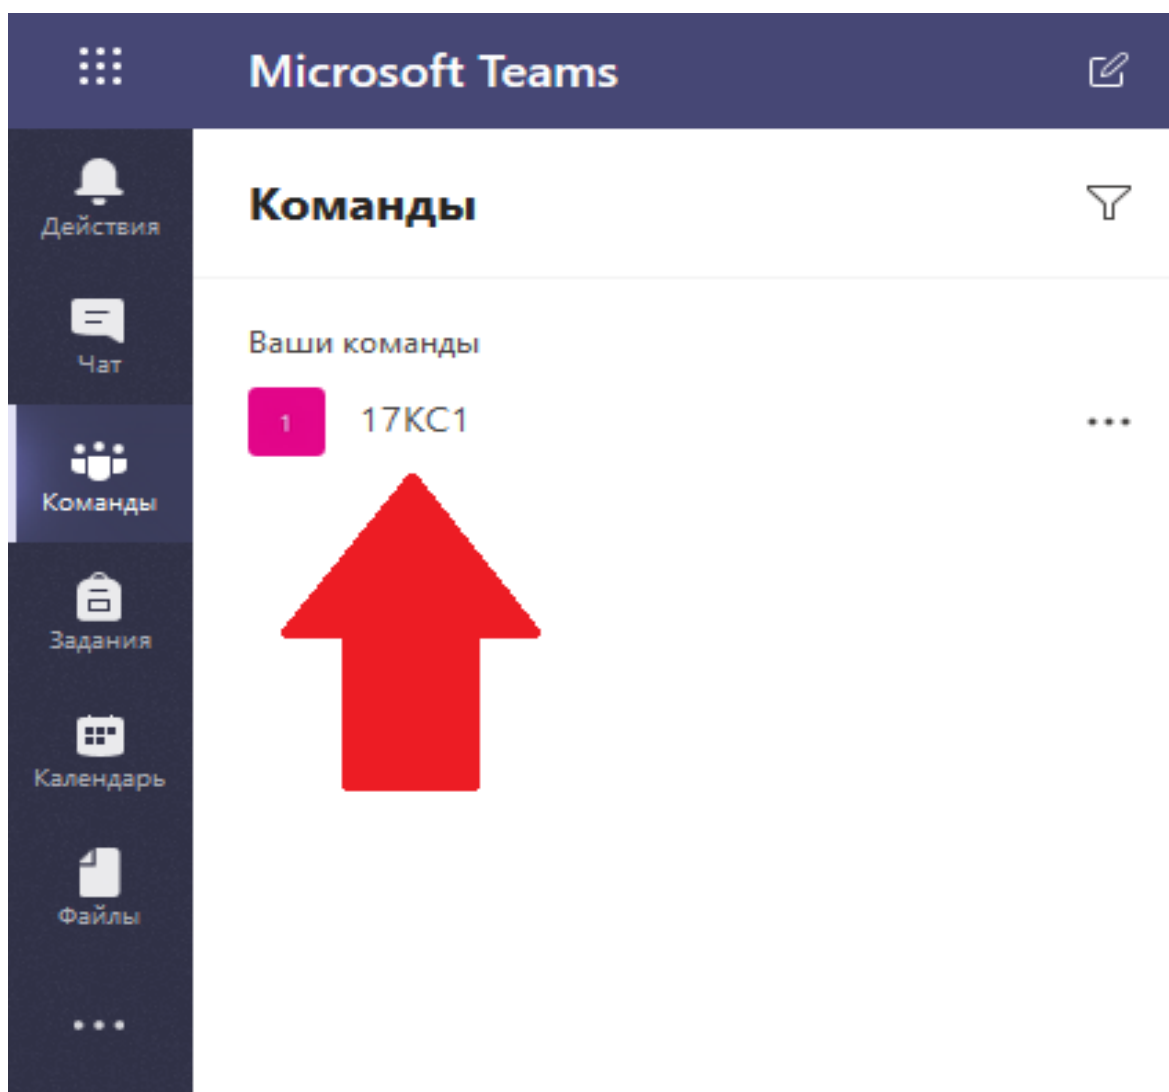 Microsoft Teams
Действия
Чат
Команды
Задания
Календарь
Файлы
Команды
Ваши команды
1 17КС1